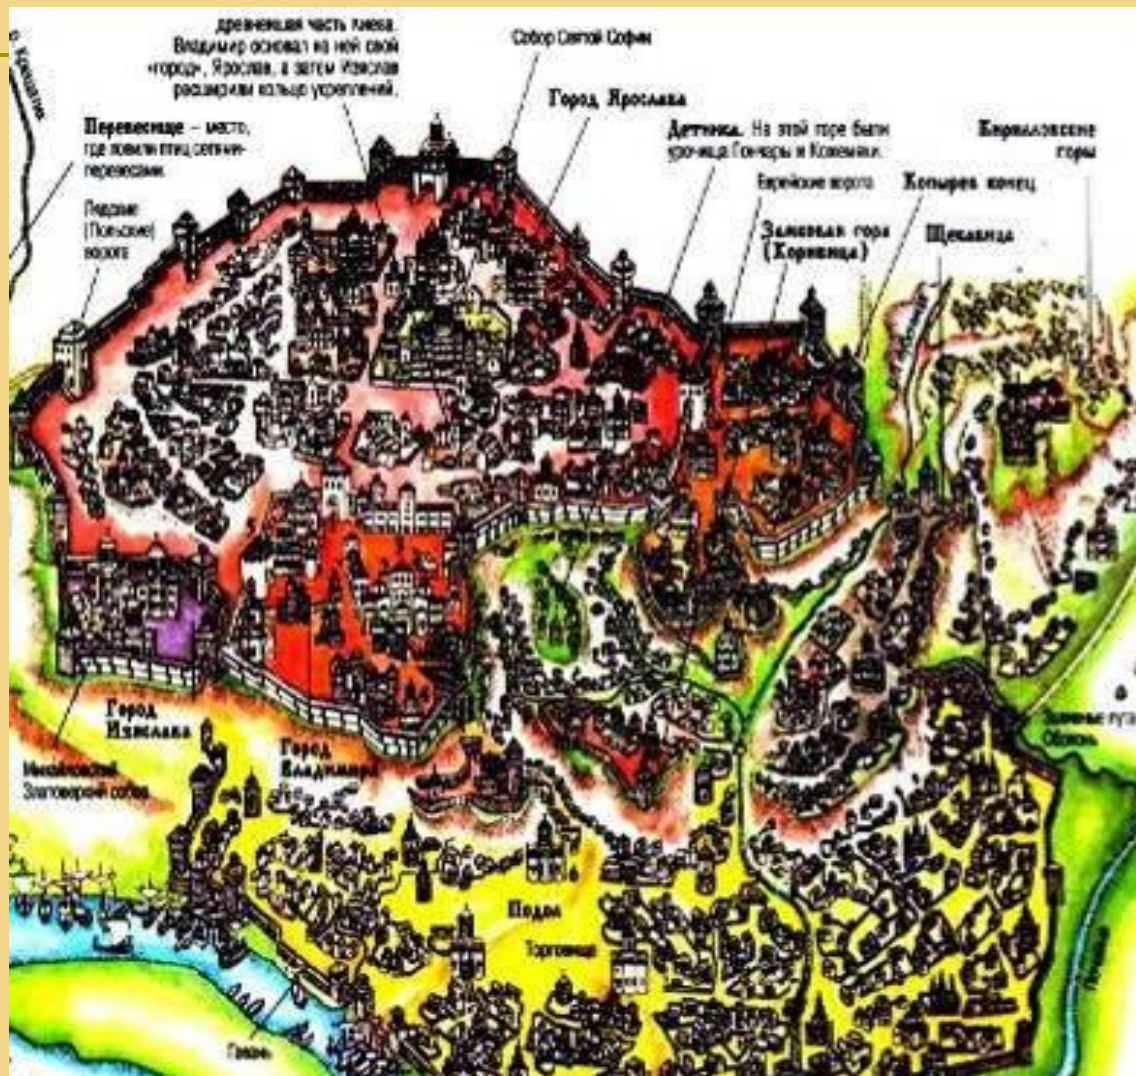 р. Крещатик
древнейшая часть Киева.
Владимир основал на ней свой
«город», Ярослав, а затем Изяслав
расширили кольцо укреплений.
Собор Святой Софии
Город Ярослава
Перевесище – место,
где ловили птиц сетями-
перевесами.
Лядские
(Польские)
ворота
Детинка. На этой горе были
урочища Гончары и Кожемяки.
Еврейские ворота
Замковая гора
(Хоривица)
Копырев конец
Щекавица
Кирилловские
горы
Город
Изяслава
Михайловский
Златоверхий собор
Город
Владимира
Подол
Торговище
Гавань
Оболонь